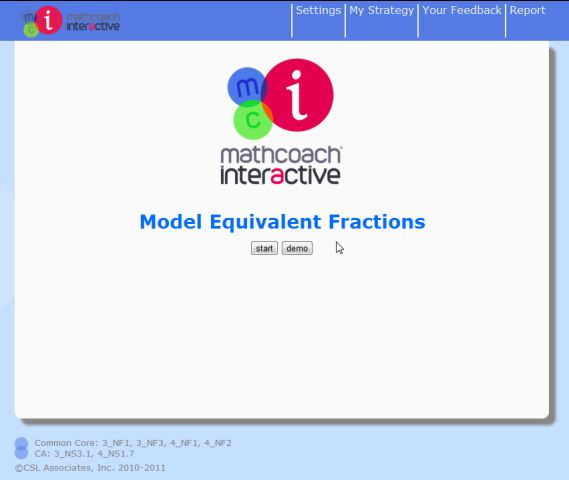 m
c
i
mathcoach
interactive
Settings
My Strategy
Your Feedback
Report
m
c
i
mathcoach
interactive
Model Equivalent Fractions
start
demo
Common Core: 3_NF1, 3_NF3, 4_NF1, 4_NF2
CA: 3_NS3.1, 4_NS1.7
©CSL Associates, Inc. 2010-2011